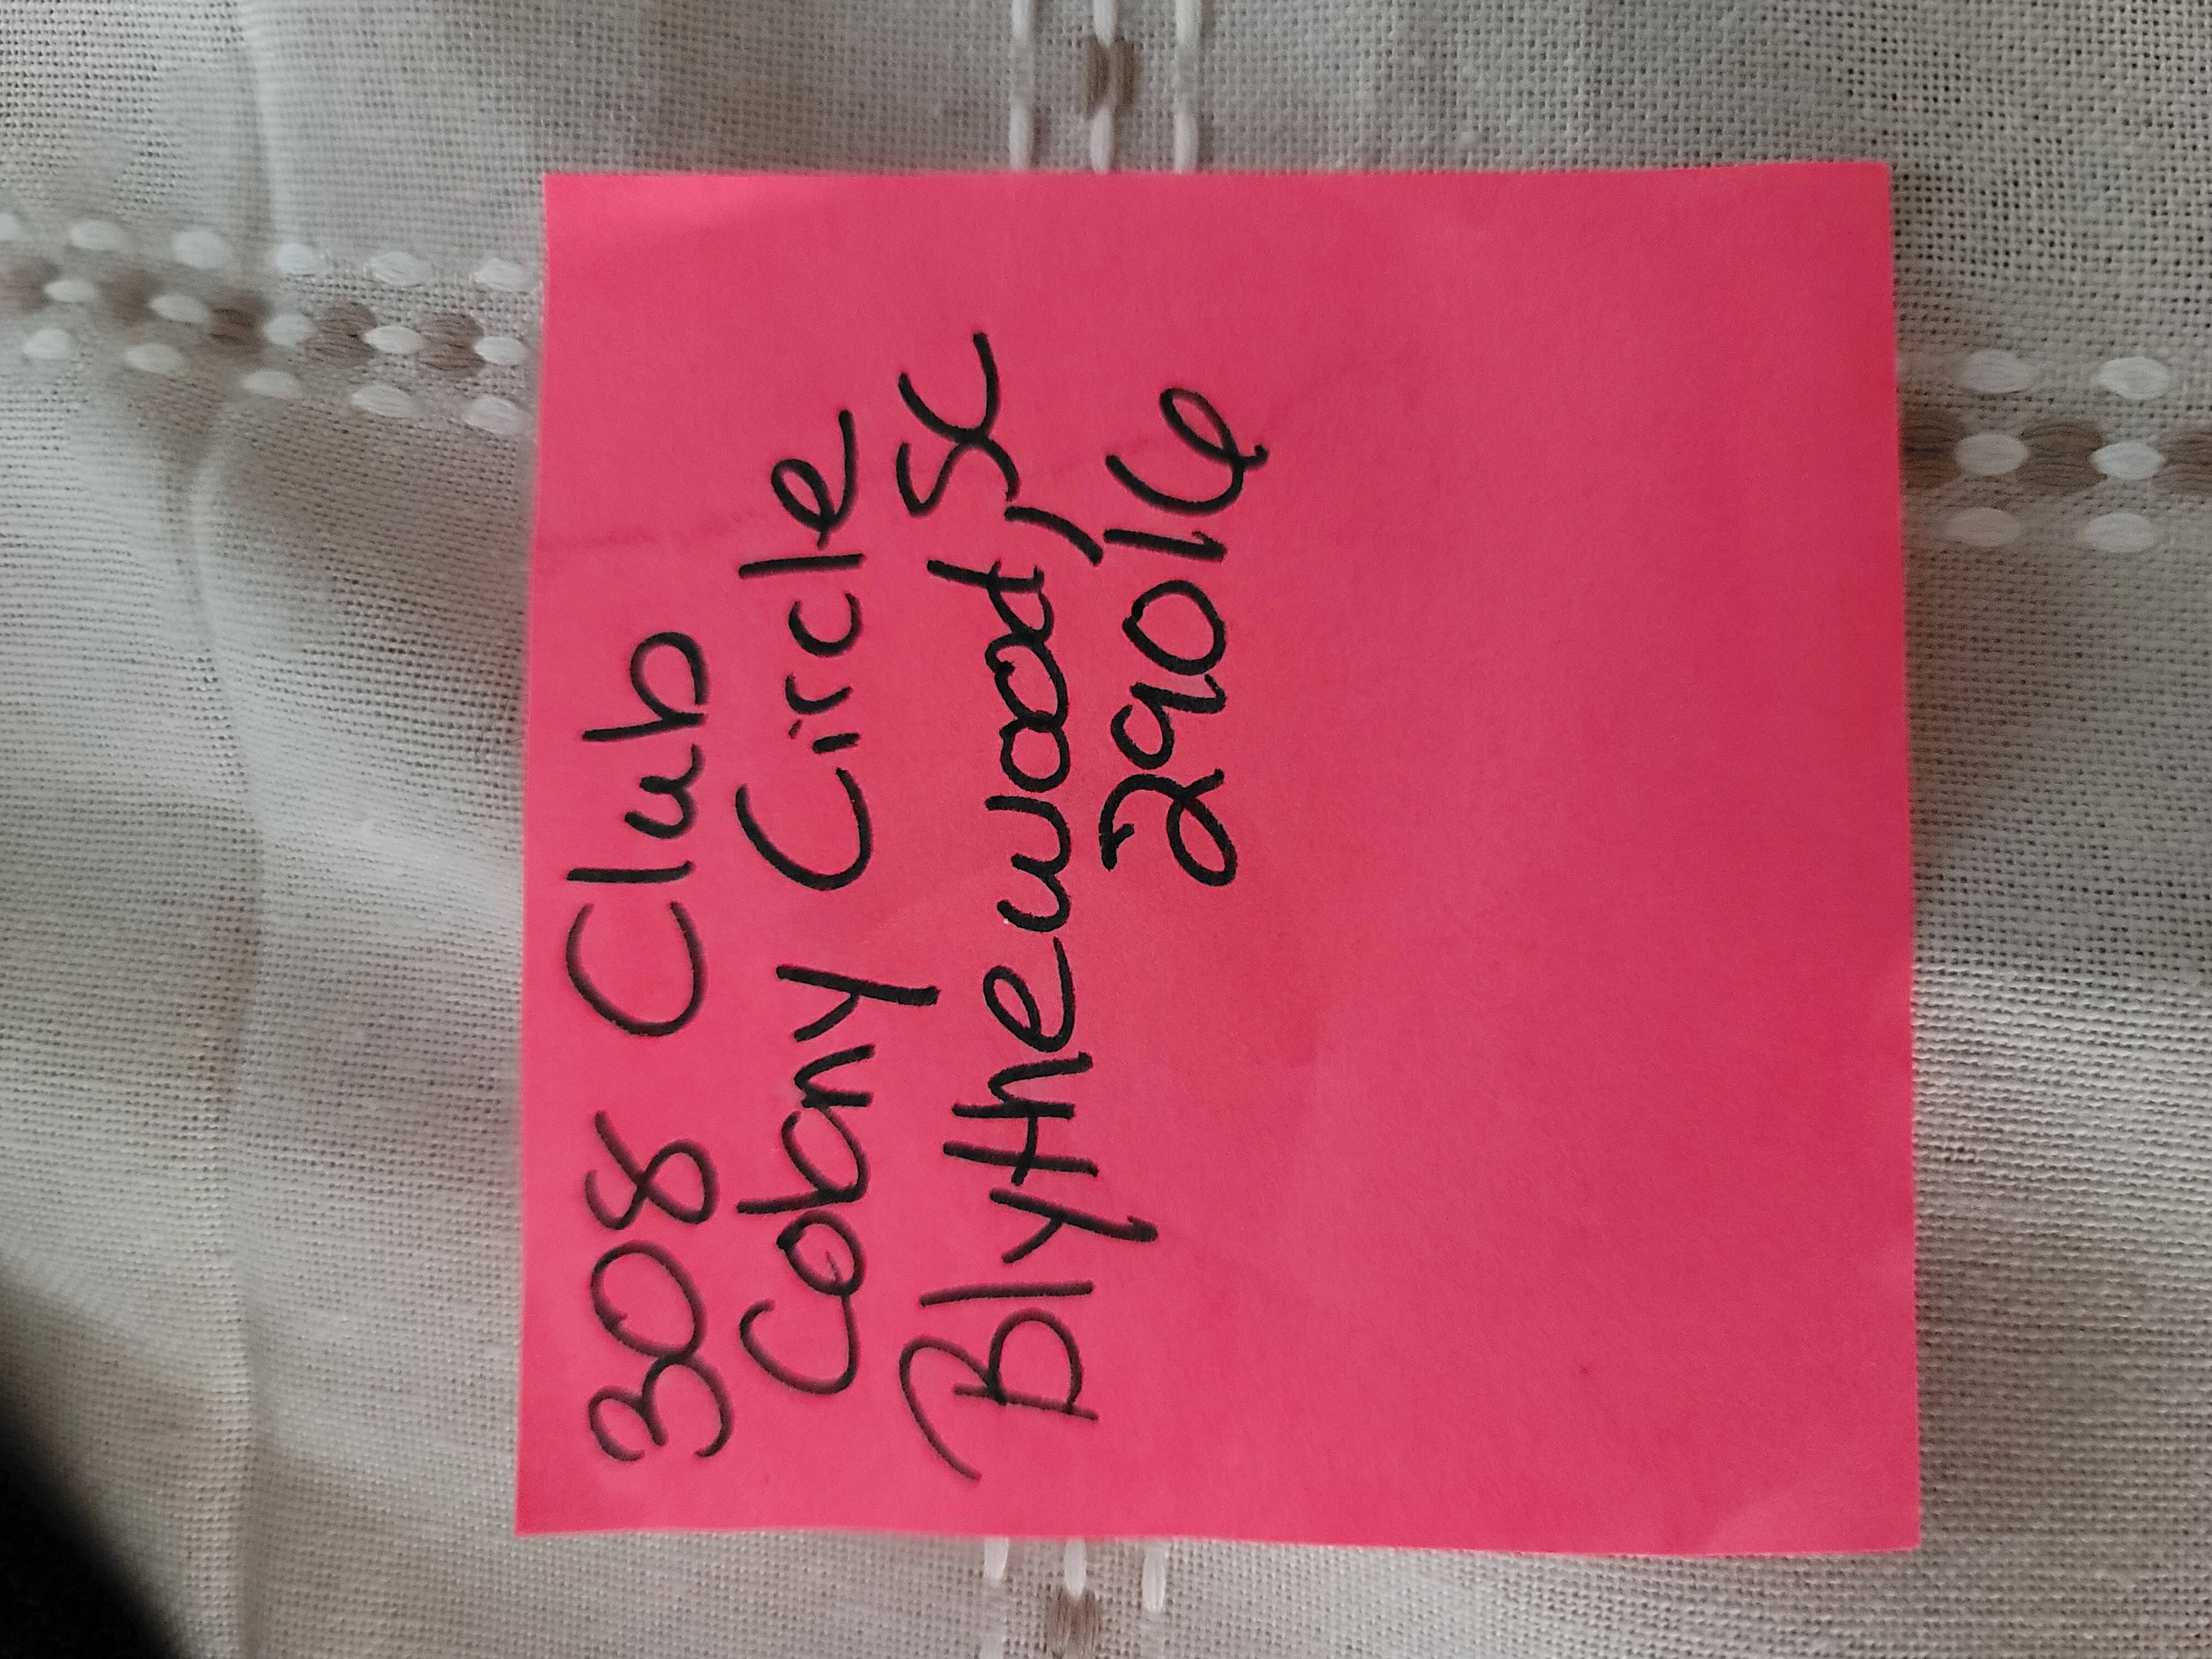 308 Club
Colony Circle
Blythewood, SC
29016